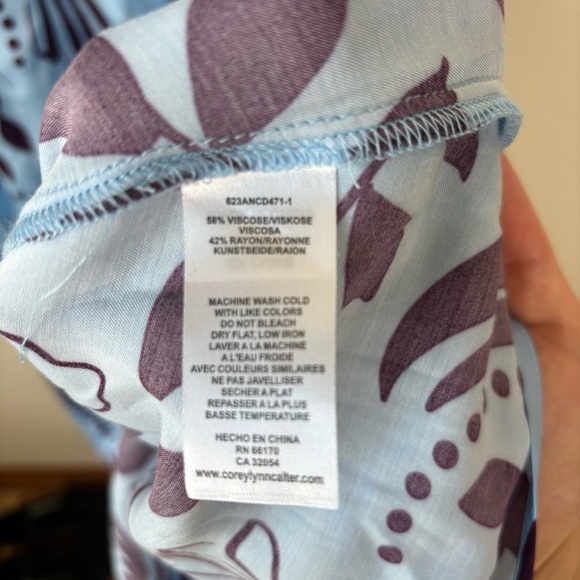 623ANCD471-1
58% VISCOSE/VISKOSE
VISCOSA
42% RAYON/RAYONNE
KUNSTSEIDE/RAION
MACHINE WASH COLD
WITH LIKE COLORS
DO NOT BLEACH
DRY FLAT, LOW IRON
LAVER A LA MACHINE
A L'EAU FROIDE
AVEC COULEURS SIMILAIRES
NE PAS JAVELLISER
SECHER A PLAT
REPASSER A LA PLUS
BASSE TEMPERATURE
HECHO EN CHINA
RN 66170
CA 32054
www.coreylynncalter.com